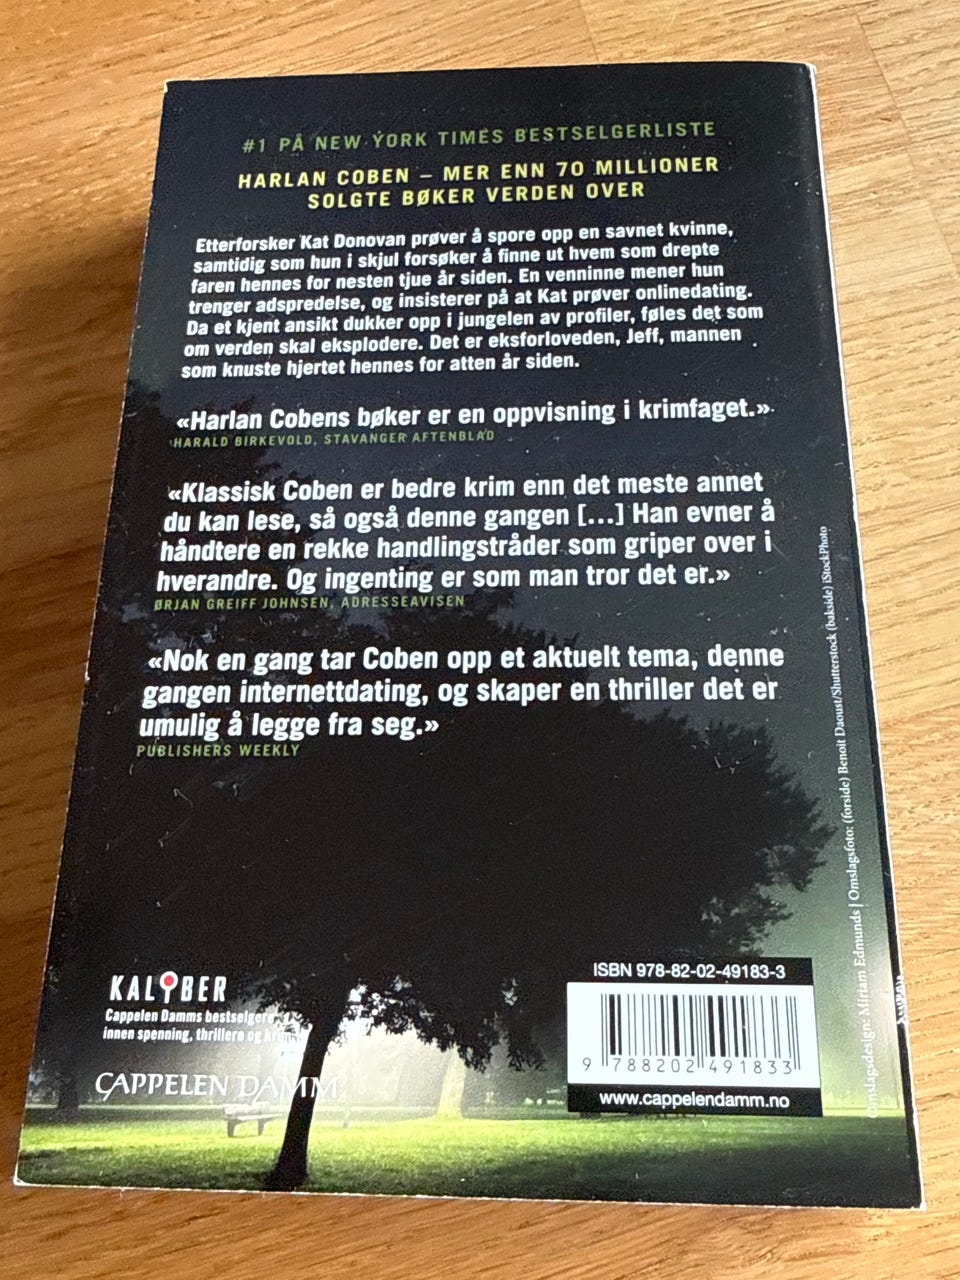 #1 PÅ NEW YORK TIMES BESTSELGERLISTE
HARLAN COBEN – MER ENN 70 MILLIONER
SOLGTE BØKER VERDEN OVER
Etterforsker Kat Donovan prøver å spore opp en savnet kvinne,
samtidig som hun i skjul forsøker å finne ut hvem som drepte
faren hennes for nesten tjue år siden. En venninne mener hun
trenger adspredelse, og insisterer på at Kat prøver onlinedating.
Da et kjent ansikt dukker opp i jungelen av profiler, føles det som
om verden skal eksplodere. Det er eksforloveden, Jeff, mannen
som knuste hjertet hennes for atten år siden.
«Harlan Cobens bøker er en oppvisning i krimfaget.»
HARALD BIRKEVOLD, STAVANGER AFTENBLAD
«Klassisk Coben er bedre krim enn det meste annet
du kan lese, så også denne gangen [...] Han evner å
håndtere en rekke handlingstråder som griper over i
hverandre. Og ingenting er som man tror det er.»
ØRJAN GREIFF JOHNSEN, ADRESSEAVISEN
«Nok en gang tar Coben opp et aktuelt tema, denne
gangen internettdating, og skaper en thriller det er
umulig å legge fra seg.»
PUBLISHERS WEEKLY
KALIBER
Cappelen Damms bestselgere
innen spenning, thrillere og krim
CAPPELEN DAMM
ISBN 978-82-02-49183-3
9 788202 491833
www.cappelendamm.no
Omslagsdesign: Miriam Edmunds | Omslagsfoto: (forside) Benoit Daoust/Shutterstock (bakside) iStockPhoto